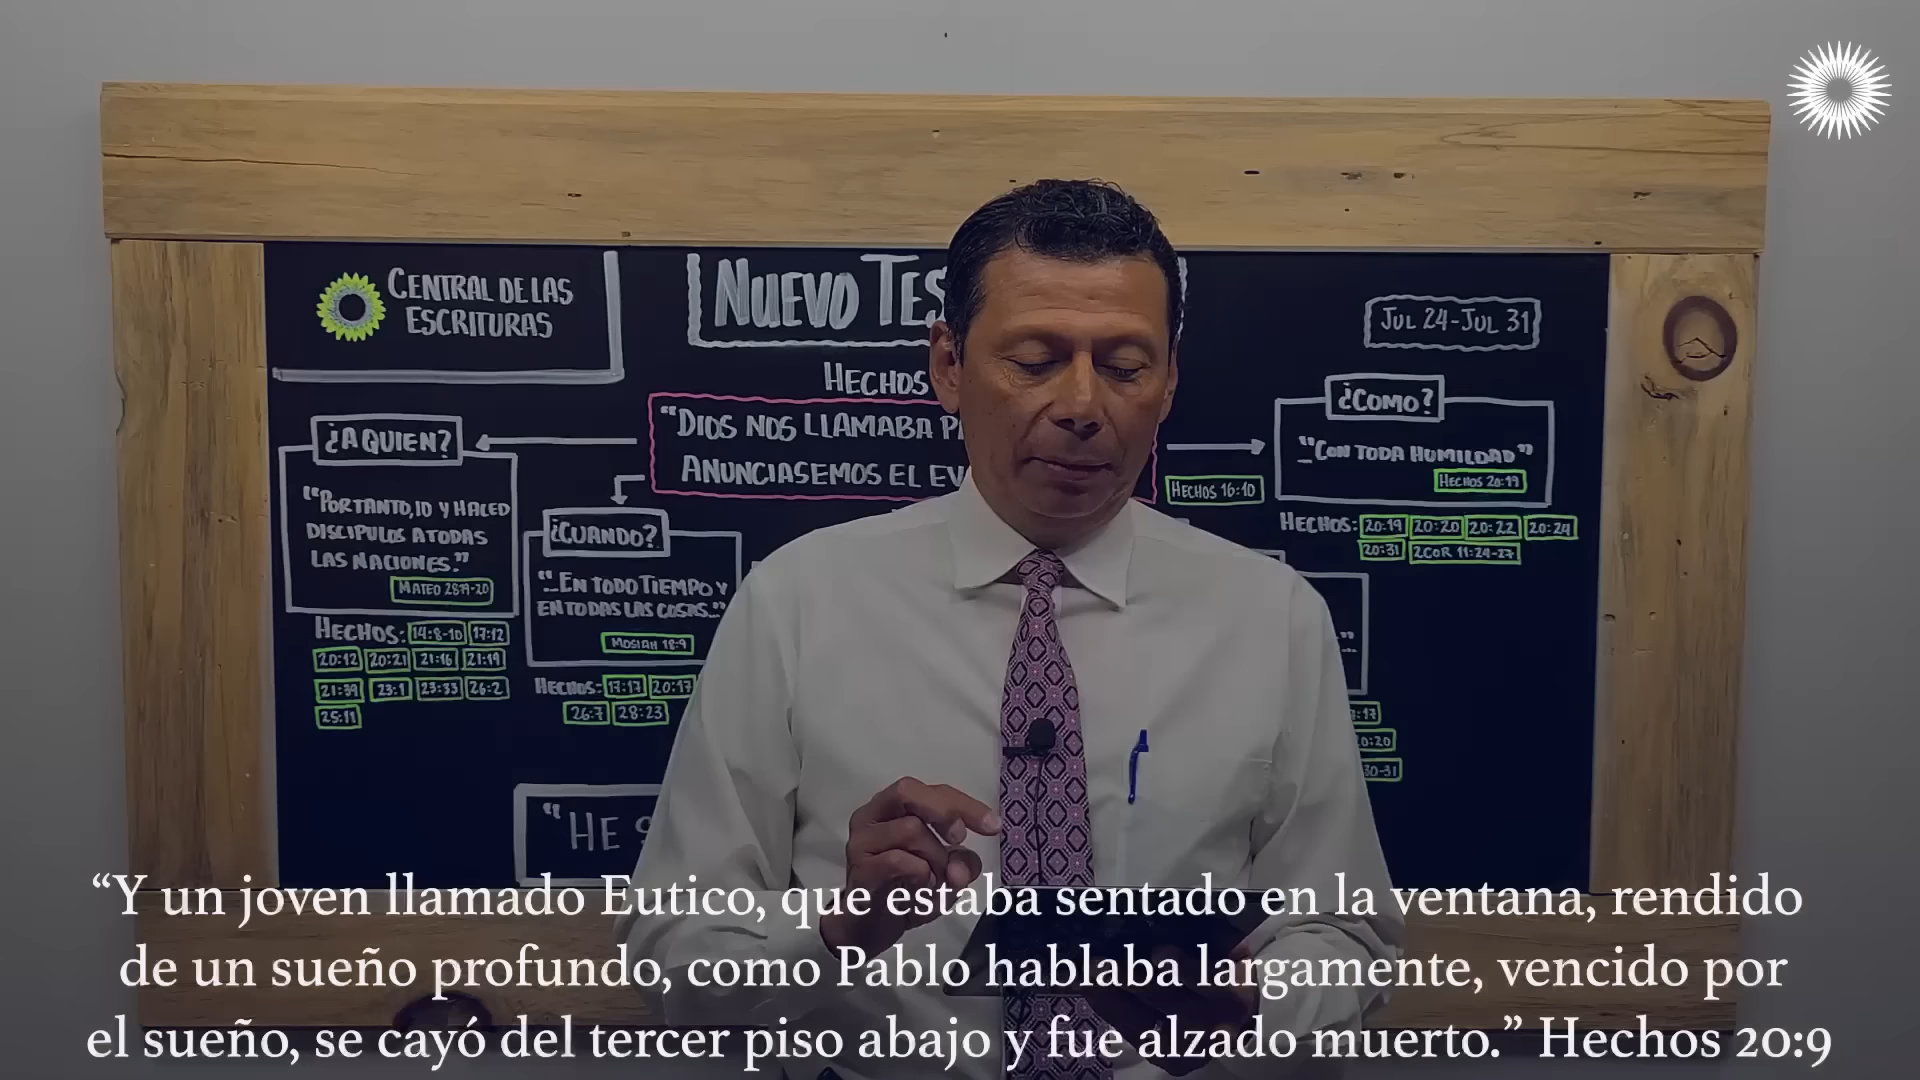 CENTRAL DE LAS
ESCRITURAS
NUEVO TES
JUL 24-JUL 31
HECHOS
"DIOS NOS LLAMABA P
ANUNCIASEMOS EL EV
HECHOS 16:10
¿A QUIEN?
"PORTANTO, ID Y HACED
DISCIPULOS A TODAS
LAS NACIONES."
MATEO 28:19-20
HECHOS: 14:8-10 17:12
20:12 20:21 21:16 21:19
21:39 23:1 23:33 26:2
25:11
¿CUANDO?
"...EN TODO TIEMPO Y
EN TODAS LAS COSAS..."
MOSIAH 18:9
HECHOS: 17:17 20:17
26:7 28:23
¿COMO?
"CON TODA HUMILDAD"
HECHOS 20:19
HECHOS: 20:19 20:20 20:22 20:24
20:31 2COR 11:24-27
:17
0:20
30-31
"HE S
“Y un joven llamado Eutico, que estaba sentado en la ventana, rendido
de un sueño profundo, como Pablo hablaba largamente, vencido por
el sueño, se cayó del tercer piso abajo y fue alzado muerto.” Hechos 20:9